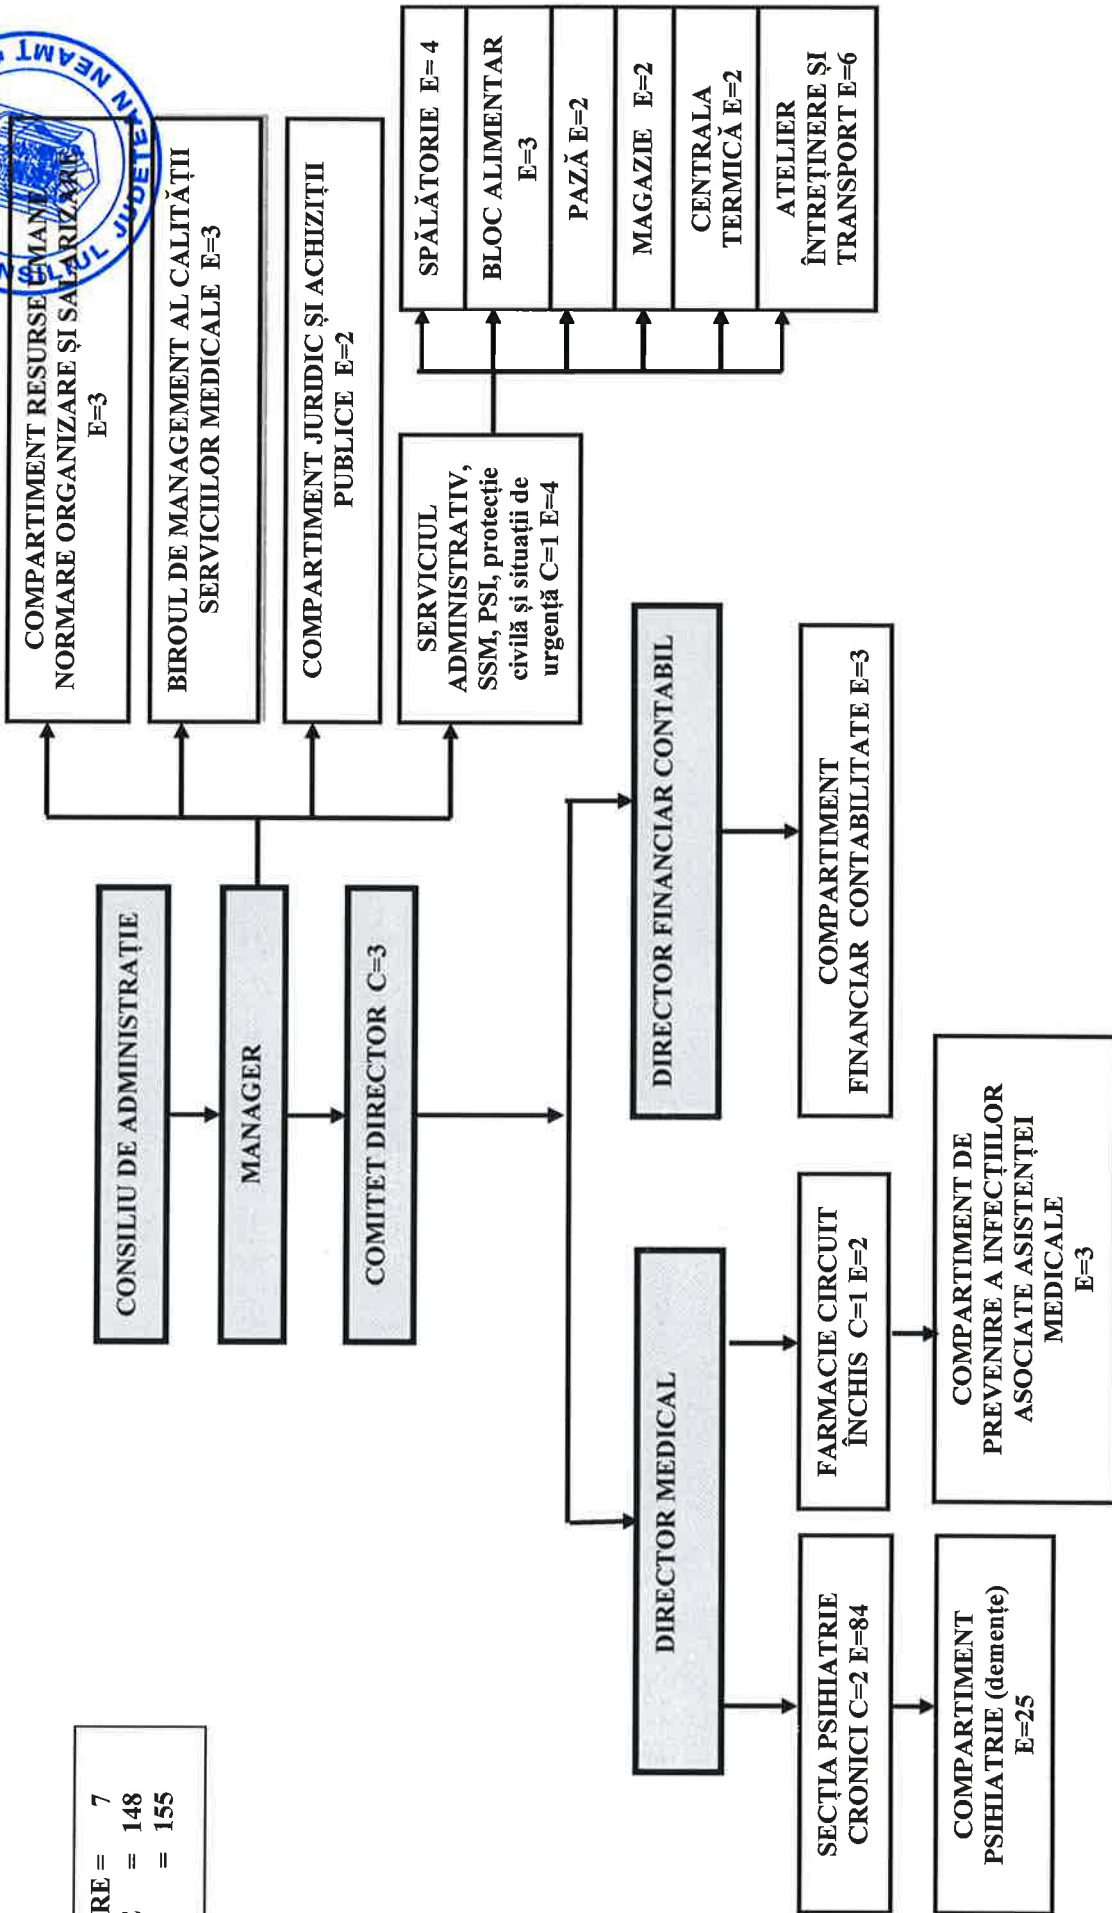 RE = 7
= 148
= 155
CONSILIU DE ADMINISTRAȚIE
MANAGER
COMITET DIRECTOR C=3
COMPARTIMENT RESURSE UMANE
NORMARE ORGANIZARE ȘI SALARIZARE
E=3
BIROUL DE MANAGEMENT AL CALITĂȚII
SERVICIILOR MEDICALE E=3
COMPARTIMENT JURIDIC ȘI ACHIZIȚII
PUBLICE E=2
SERVICIUL
ADMINISTRATIV,
SSM, PSI, protecție
civilă și situații de
urgență C=1 E=4
SPĂLĂTORIE E= 4
BLOC ALIMENTAR
E=3
PAZĂ E=2
MAGAZIE E=2
CENTRALA
TERMICĂ E=2
ATELIER
ÎNTREȚINERE ȘI
TRANSPORT E=6
DIRECTOR MEDICAL
DIRECTOR FINANCIAR CONTABIL
SECȚIA PSIHIATRIE
CRONICI C=2 E=84
FARMACIE CIRCUIT
ÎNCHIS C=1 E=2
COMPARTIMENT
FINANCIAR CONTABILITATE E=3
COMPARTIMENT
PSIHIATRIE (demențe)
E=25
COMPARTIMENT DE
PREVENIRE A INFECȚIILOR
ASOCIATE ASISTENȚEI
MEDICALE
E=3
NSILIUL JUDEȚEAN NEAMȚ